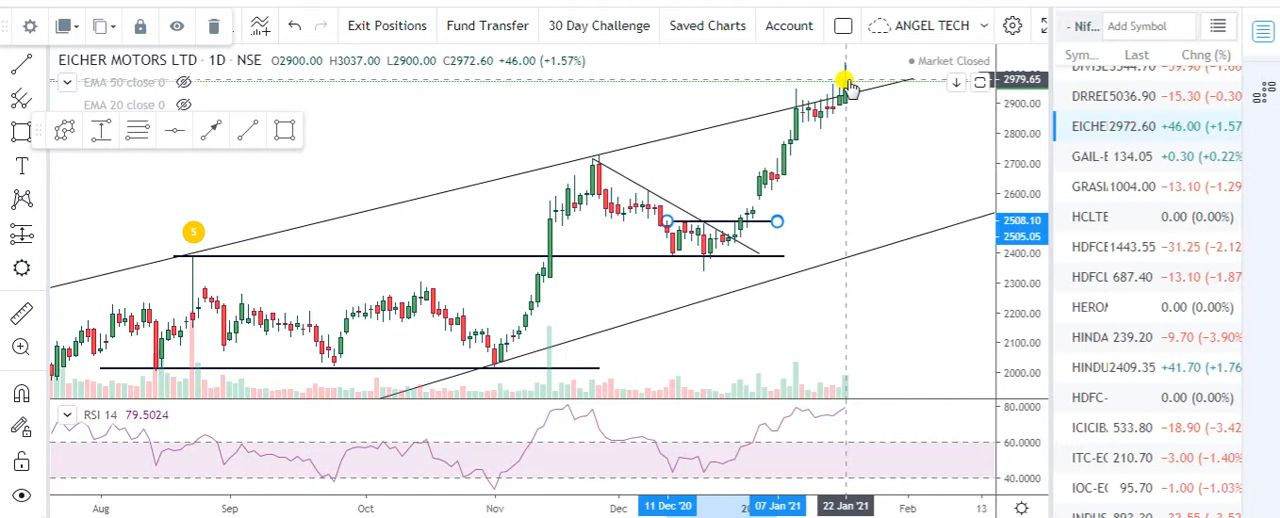 Exit Positions Fund Transfer 30 Day Challenge Saved Charts Account ANGEL TECH
- Nif Add Symbol
EICHER MOTORS LTD · 1D · NSE O2900.00 H3037.00 L2900.00 C2972.60 +46.00 (+1.57%)
Market Closed
Sym... Last Chng (%)
EMA 50 close 0
EMA 20 close 0
S
T
2979.65
2900.00
2800.00
2700.00
2600.00
2508.10
2505.05
2400.00
2300.00
2200.00
2100.00
2000.00
RSI 14 79.5024
80.0000
60.0000
40.0000
Aug Sep Oct Nov Dec 11 Dec '20 07 Jan '21 22 Jan '21 Feb 13
DRREE 5036.90 −15.30 (−0.30
EICHE 2972.60 +46.00 (+1.57
GAIL-E 134.05 +0.30 (+0.22%
GRASI 1004.00 −13.10 (−1.29
HCLTE 0.00 (0.00%)
HDFCE 1443.55 −31.25 (−2.12
HDFCL 687.40 −13.10 (−1.87
HERO 0.00 (0.00%)
HINDA 239.20 −9.70 (−3.90%
HINDU 2409.35 +41.70 (+1.76
HDFC- 0.00 (0.00%)
ICICIB 533.80 −18.90 (−3.42
ITC-EC 210.70 −3.00 (−1.40%
IOC-EC 95.70 −1.00 (−1.03%
INDUS 893.30